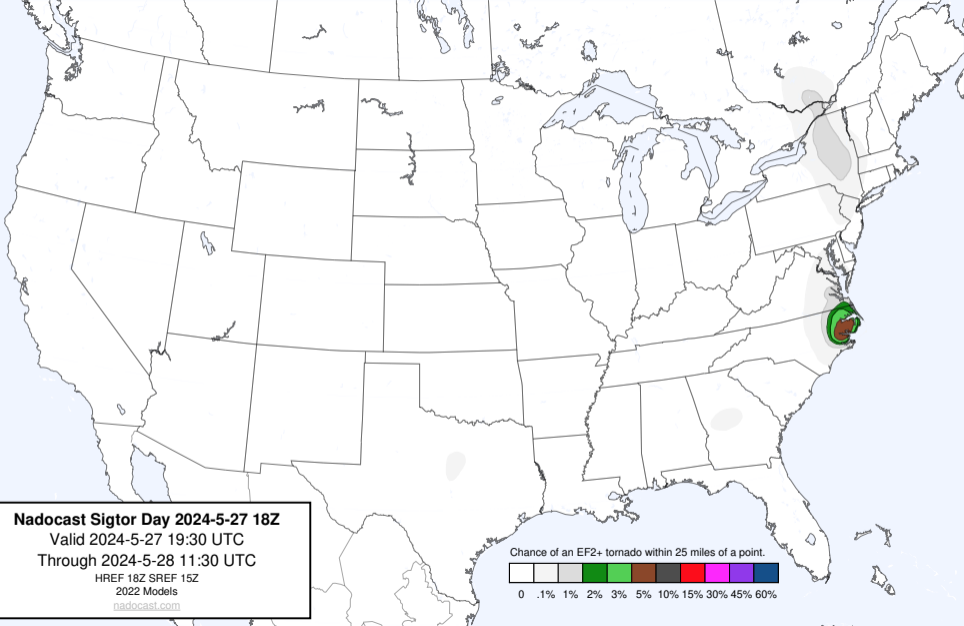 Nadocast Sigtor Day 2024-5-27 18Z
Valid 2024-5-27 19:30 UTC
Through 2024-5-28 11:30 UTC
HREF 18Z SREF 15Z
2022 Models
nadocast.com
Chance of an EF2+ tornado within 25 miles of a point.
0 .1% 1% 2% 3% 5% 10% 15% 30% 45% 60%